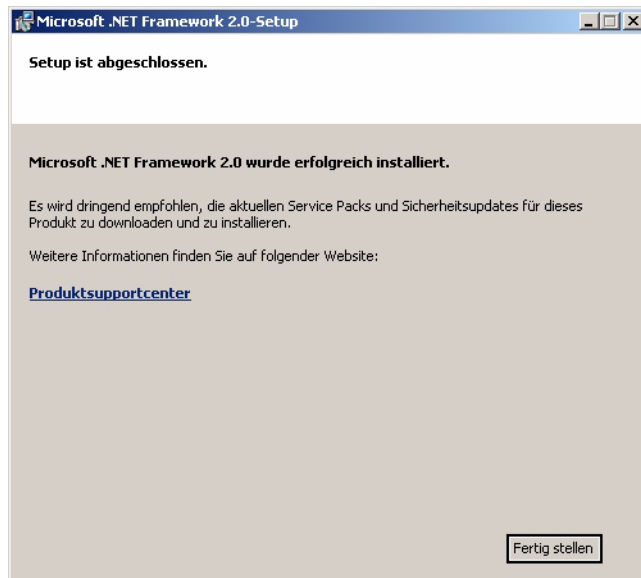 Microsoft .NET Framework 2.0-Setup
Setup ist abgeschlossen.
Microsoft .NET Framework 2.0 wurde erfolgreich installiert.
Es wird dringend empfohlen, die aktuellen Service Packs und Sicherheitsupdates für dieses
Produkt zu downloaden und zu installieren.
Weitere Informationen finden Sie auf folgender Website:
Produktsupportcenter
Fertig stellen